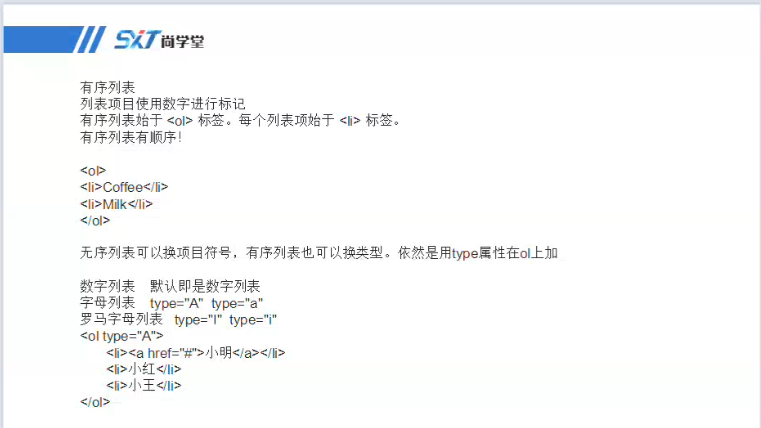 SXT尚学堂
有序列表
列表项目使用数字进行标记
有序列表始于 <ol> 标签。每个列表项始于 <li> 标签。
有序列表有顺序！
<ol>
<li>Coffee</li>
<li>Milk</li>
</ol>
无序列表可以换项目符号，有序列表也可以换类型。依然是用type属性在ol上加
数字列表 默认即是数字列表
字母列表 type="A" type="a"
罗马字母列表 type="I" type="i"
<ol type="A">
<li><a href="#">小明</a></li>
<li>小红</li>
<li>小王</li>
</ol>